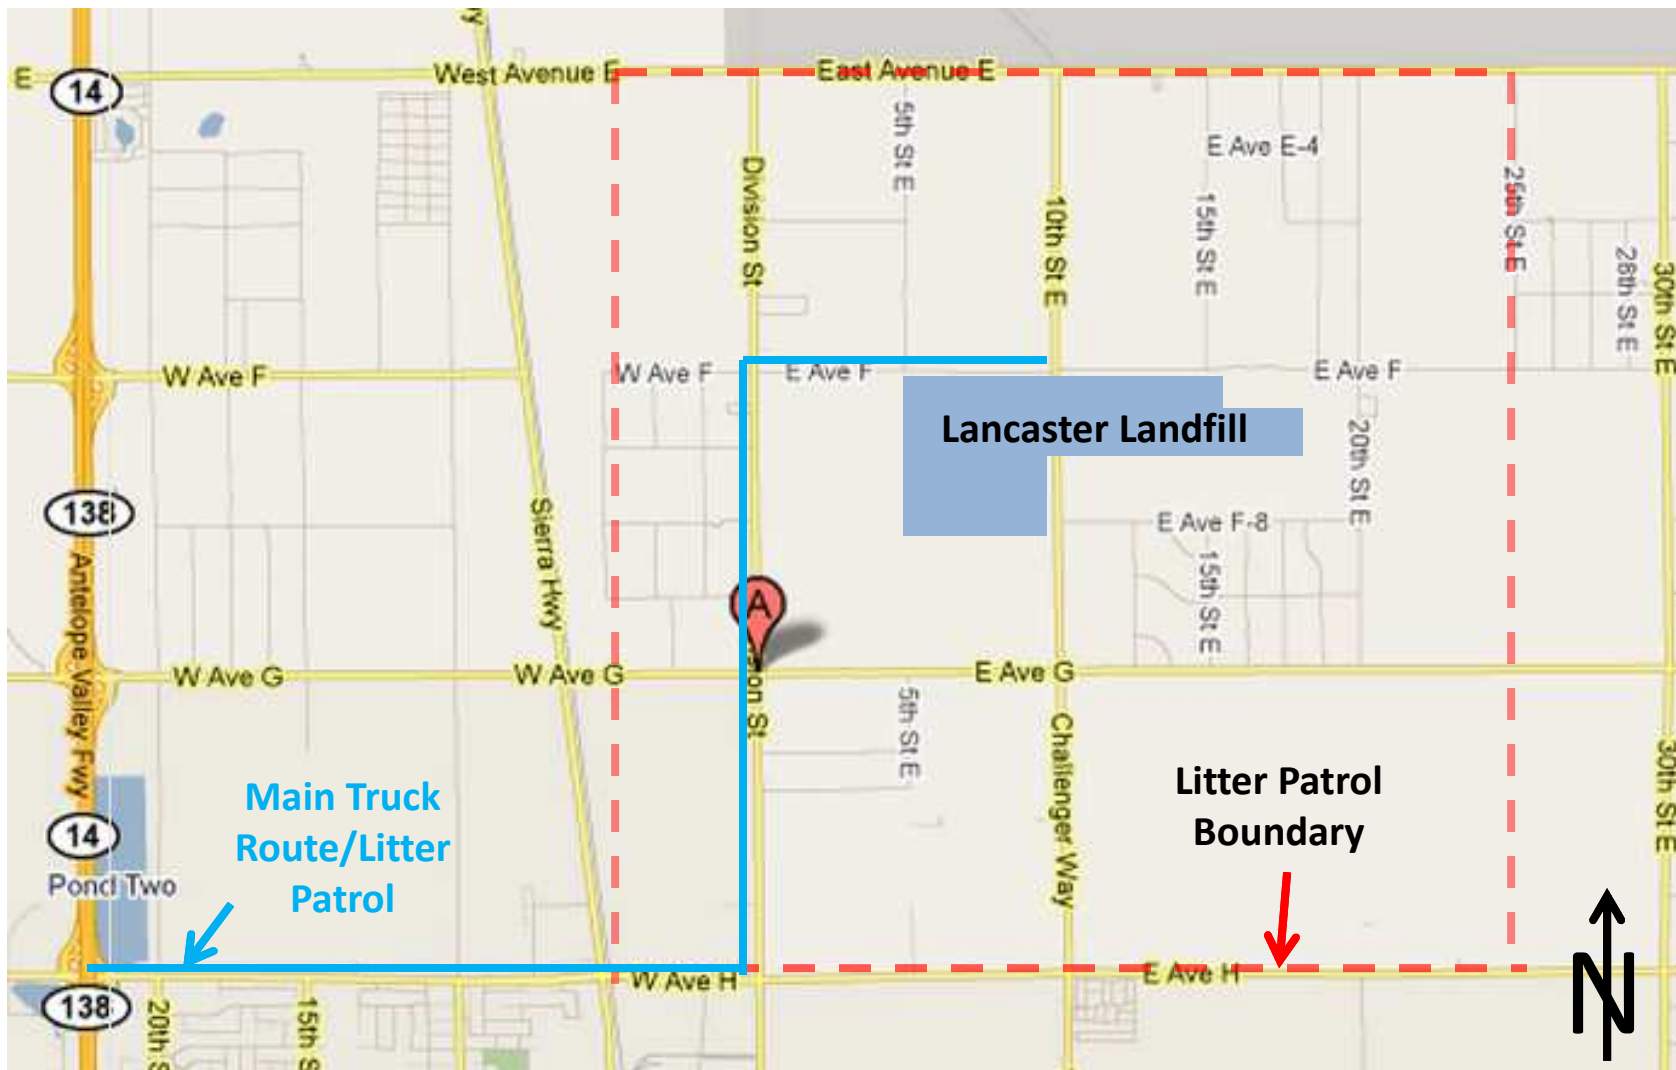 E
West Avenue E
East Avenue E
14
5th St E
E Ave E-4
Division St
10th St E
15th St E
25th St E
28th St E
30th St E
W Ave F
W Ave F
E Ave F
E Ave F
Lancaster Landfill
20th St E
138
Sierra Hwy
E Ave F-8
15th St E
Antelope Valley Fwy
A
W Ave G
W Ave G
E Ave G
5th St E
Challenger Way
30th St E
Main Truck
Route/Litter
Patrol
Litter Patrol
Boundary
14
Pond Two
W Ave H
E Ave H
138
20th S
15th S
N